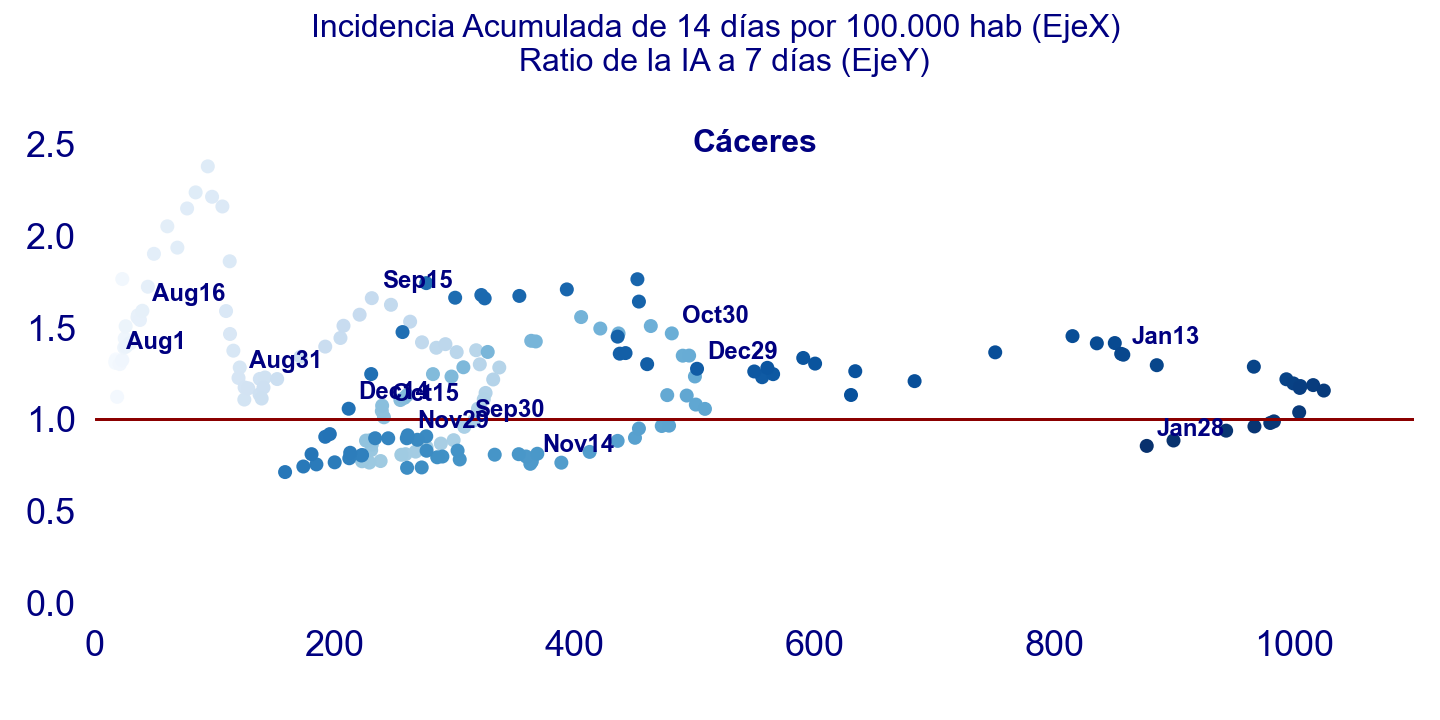 Incidencia Acumulada de 14 días por 100.000 hab (EjeX)
Ratio de la IA a 7 días (EjeY)
Cáceres
2.5
2.0
1.5
1.0
0.5
0.0
Sep15
Aug16
Oct30
Aug1
Jan13
Dec29
Aug31
Dec14
Oct15
Sep30
Nov29
Jan28
Nov14
0
200
400
600
800
1000